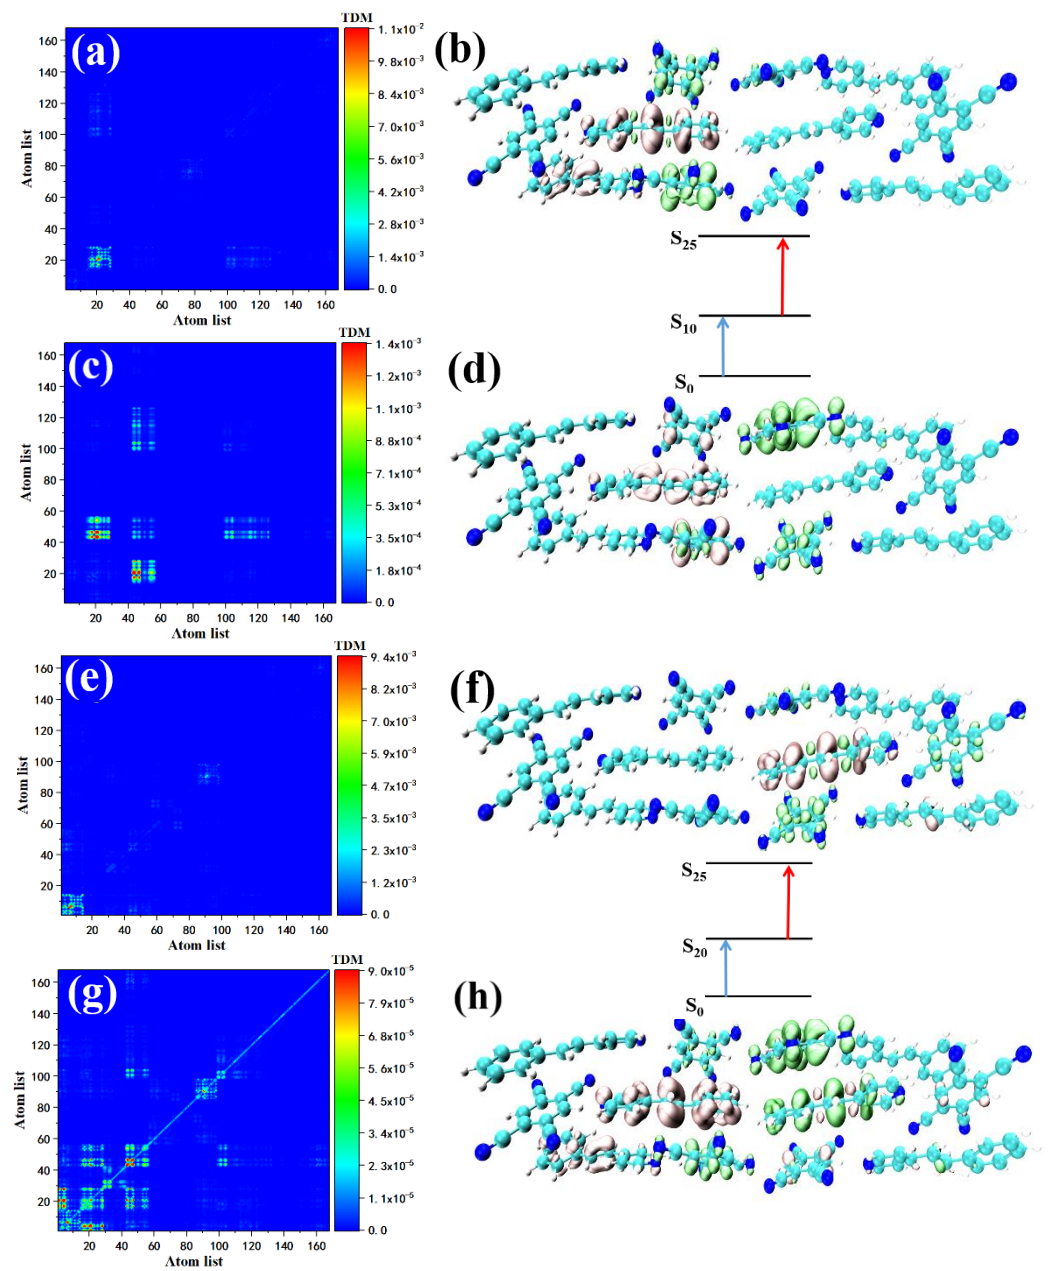 TDM
(a)
160
140
120
100
80
60
40
20
Atom list
20 40 60 80 100 120 140 160
Atom list
1.1x10⁻²
9.8x10⁻³
8.4x10⁻³
7.0x10⁻³
5.6x10⁻³
4.2x10⁻³
2.8x10⁻³
1.4x10⁻³
0.0
(b)
S₂₅
S₁₀
S₀
TDM
(c)
160
140
120
100
80
60
40
20
Atom list
20 40 60 80 100 120 140 160
Atom list
1.4x10⁻³
1.2x10⁻³
1.1x10⁻³
8.8x10⁻⁴
7.1x10⁻⁴
5.3x10⁻⁴
3.5x10⁻⁴
1.8x10⁻⁴
0.0
(d)
TDM
(e)
160
140
120
100
80
60
40
20
Atom list
20 40 60 80 100 120 140 160
Atom list
9.4x10⁻³
8.2x10⁻³
7.0x10⁻³
5.9x10⁻³
4.7x10⁻³
3.5x10⁻³
2.3x10⁻³
1.2x10⁻³
0.0
(f)
S₂₅
S₂₀
S₀
TDM
(g)
160
140
120
100
80
60
40
20
Atom list
20 40 60 80 100 120 140 160
Atom list
9.0x10⁻⁵
7.9x10⁻⁵
6.8x10⁻⁵
5.6x10⁻⁵
4.5x10⁻⁵
3.4x10⁻⁵
2.3x10⁻⁵
1.1x10⁻⁵
0.0
(h)